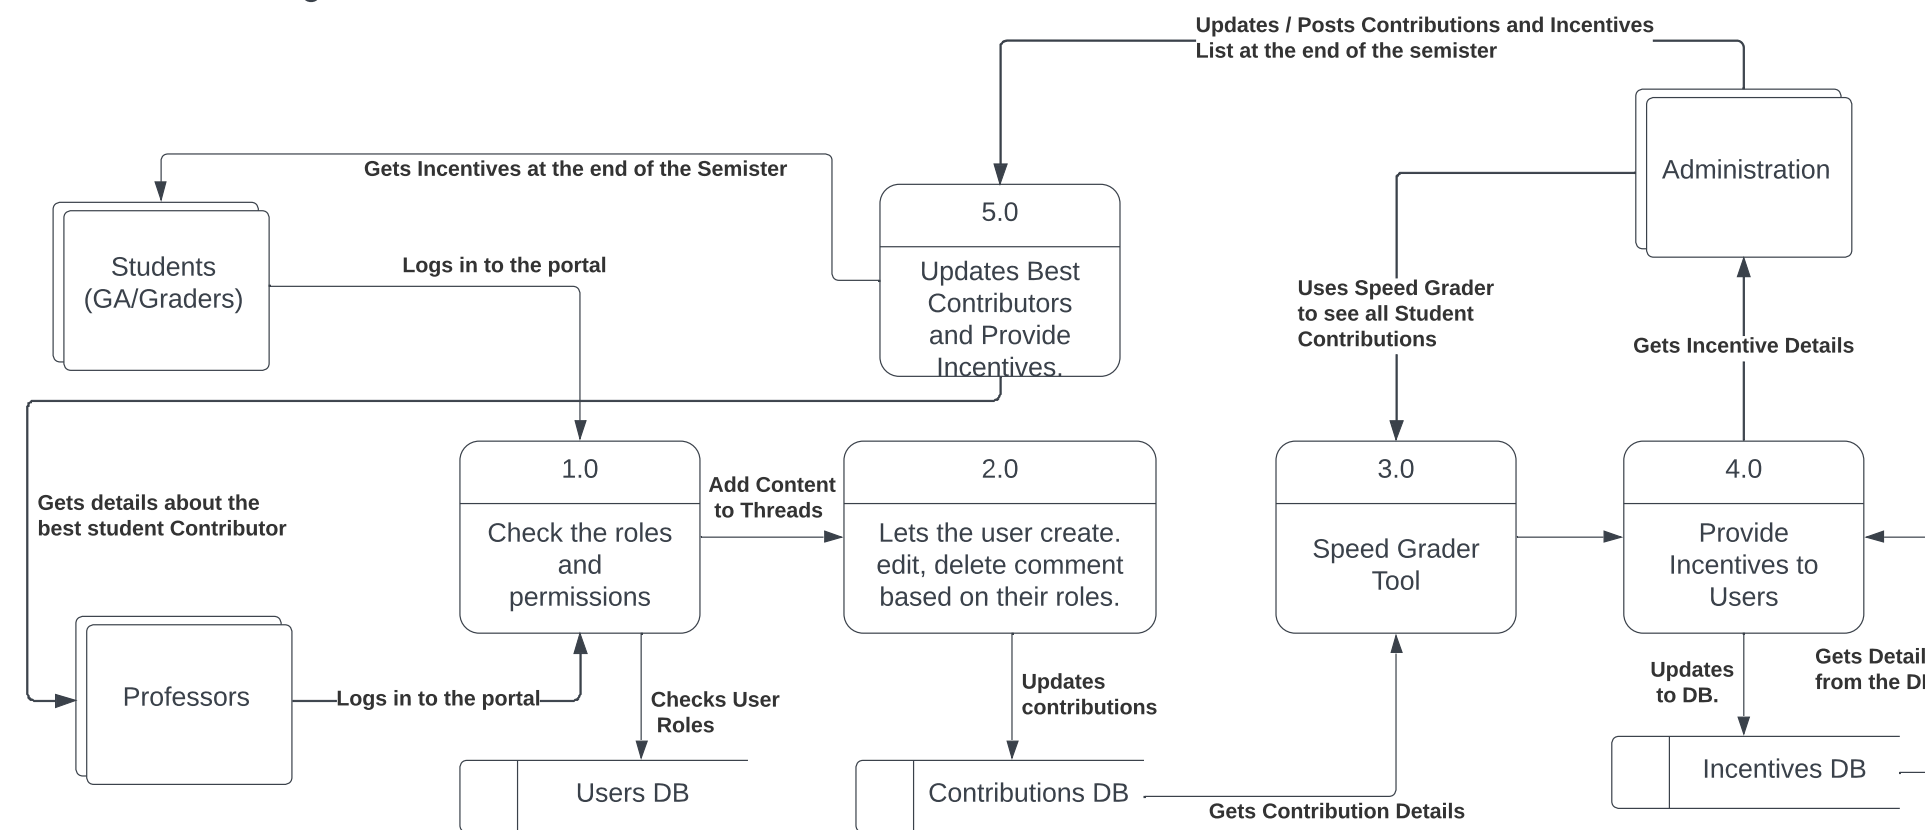 Updates / Posts Contributions and Incentives
List at the end of the semister
Administration
Gets Incentives at the end of the Semister
5.0
Updates Best
Contributors
and Provide
Incentives.
Students
(GA/Graders)
Logs in to the portal
Uses Speed Grader
to see all Student
Contributions
Gets Incentive Details
Gets details about the
best student Contributor
1.0
Check the roles
and
permissions
Add Content
to Threads
2.0
Lets the user create.
edit, delete comment
based on their roles.
3.0
Speed Grader
Tool
4.0
Provide
Incentives to
Users
Professors
Logs in to the portal
Checks User
Roles
Updates
contributions
Updates
to DB.
Gets
from the
Users DB
Contributions DB
Gets Contribution Details
Incentives DB